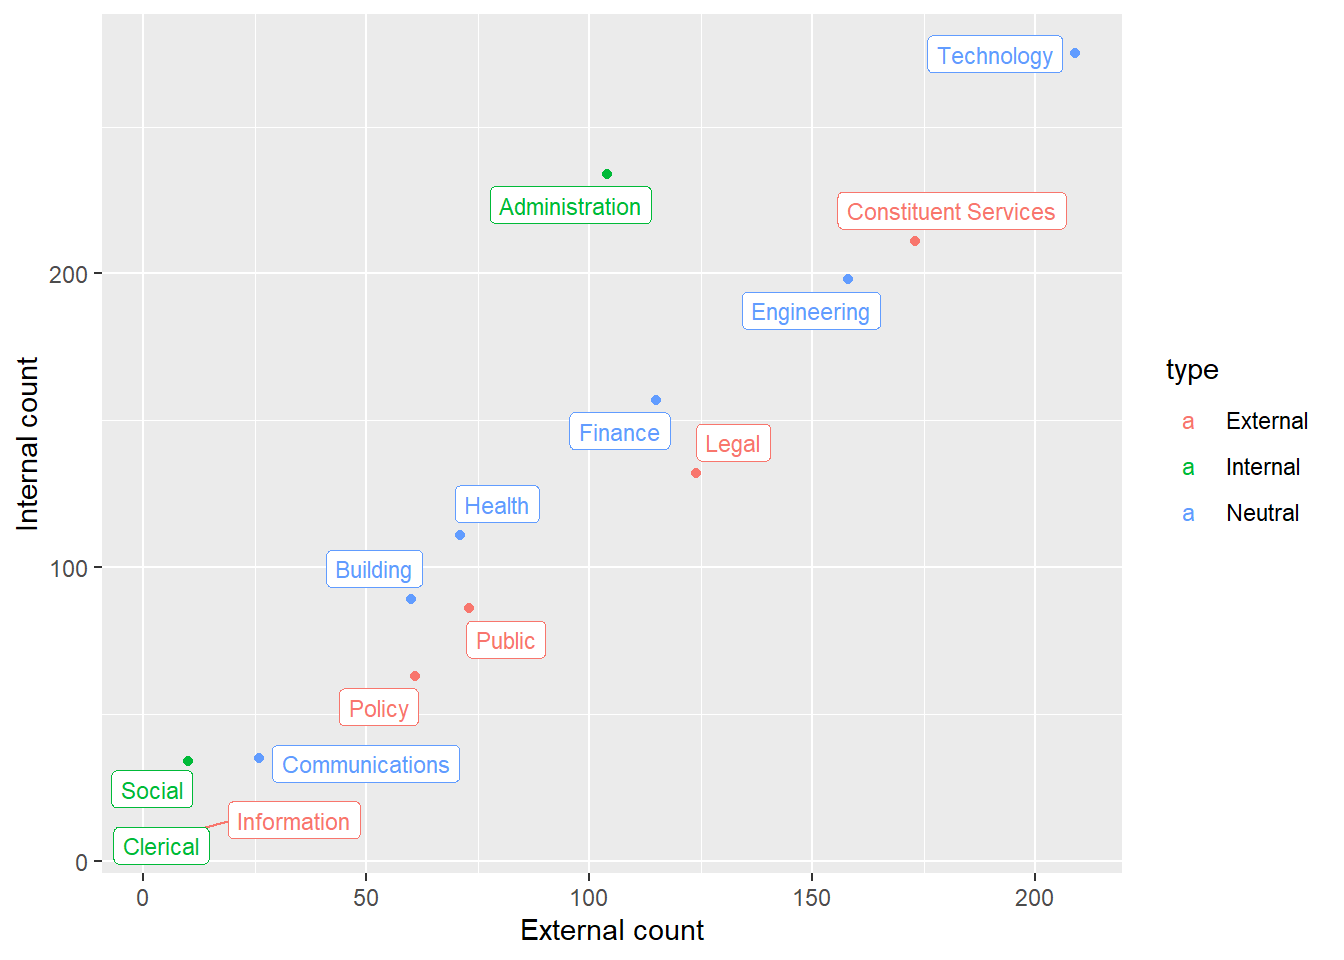 Technology
Administration
Constituent Services
Engineering
Finance
Legal
Health
Building
Public
Policy
Communications
Social
Information
Clerical
200
100
0
0
50
100
150
200
External count
Internal count
type
a External
a Internal
a Neutral